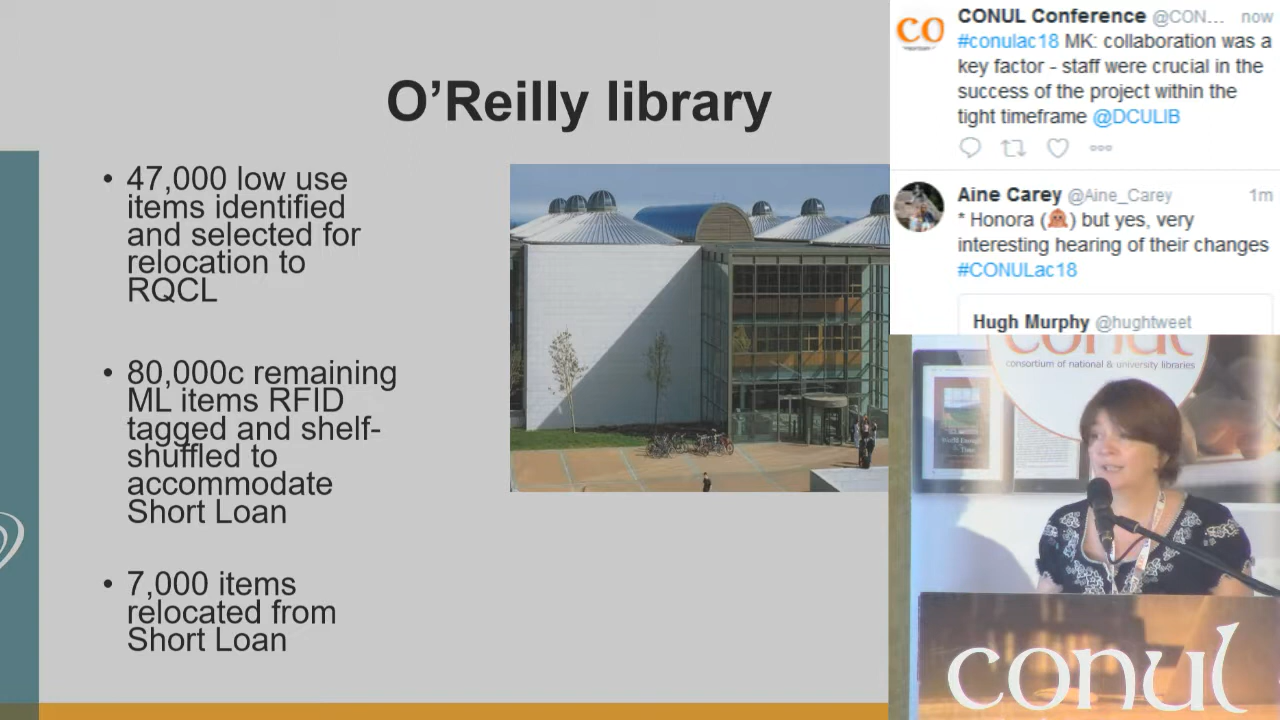 O’Reilly library
• 47,000 low use
items identified
and selected for
relocation to
RQCL
• 80,000c remaining
ML items RFID
tagged and shelf-
shuffled to
accommodate
Short Loan
• 7,000 items
relocated from
Short Loan
CO
CONUL Conference @CON... now
#conulac18 MK: collaboration was a
key factor - staff were crucial in the
success of the project within the
tight timeframe @DCULIB
Aine Carey @Aine_Carey 1m
* Honora (🙊) but yes, very
interesting hearing of their changes
#CONULac18
Hugh Murphy @hughtweet
conul
consortium of national & university libraries
conul